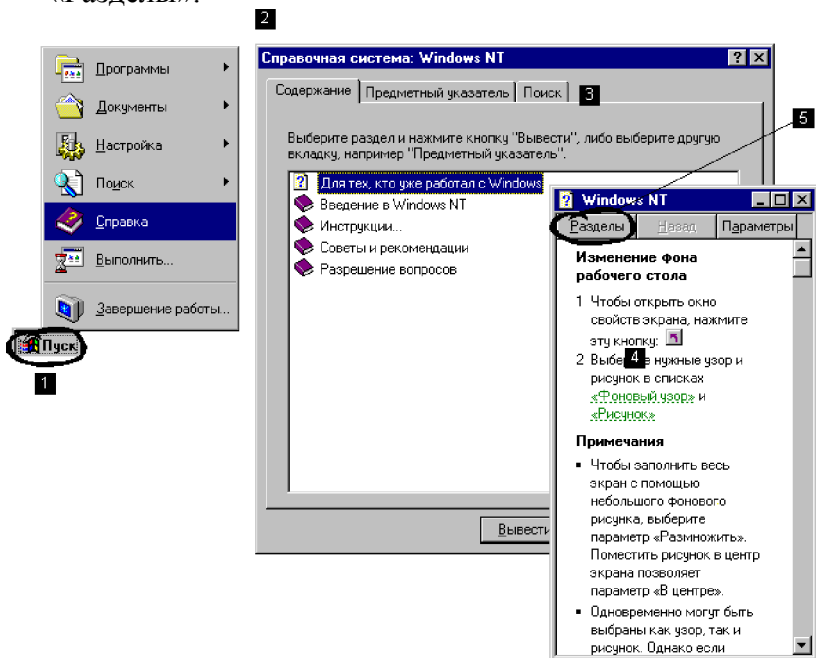 «Разделы».
2
Программы
Документы
Настройка
Поиск
Справка
Выполнить...
Завершение работы...
Пуск
1
Справочная система: Windows NT
Содержание Предметный указатель Поиск 3
Выберите раздел и нажмите кнопку "Вывести", либо выберите другую
вкладку, например "Предметный указатель".
Для тех, кто уже работал с Windows
Введение в Windows NT
Инструкции...
Советы и рекомендации
Разрешение вопросов
Вывести
5
Windows NT
Разделы Назад Параметры
Изменение фона
рабочего стола
1 Чтобы открыть окно
свойств экрана, нажмите
эту кнопку:
4
2 Выбе е нужные узор и
рисунок в списках
«Фоновый узор» и
«Рисунок»
Примечания
▪ Чтобы заполнить весь
экран с помощью
небольшого фонового
рисунка, выберите
параметр «Размножить».
Поместить рисунок в центр
экрана позволяет
параметр «В центре».
▪ Одновременно могут быть
выбраны как узор, так и
рисунок. Однако если